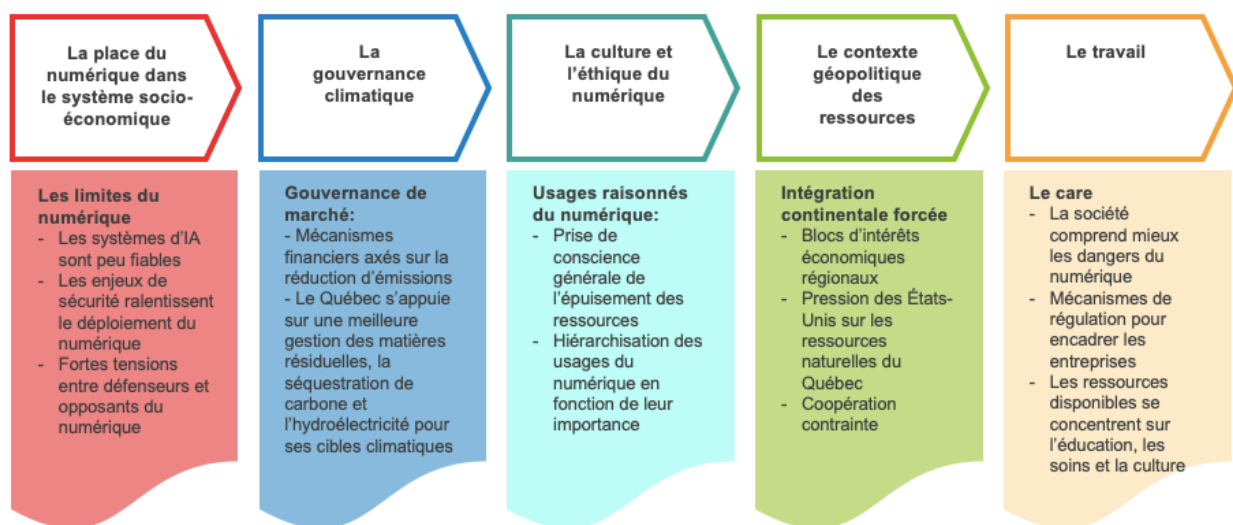 La place du
numérique dans
le système socio-
économique
La
gouvernance
climatique
La culture et
l’éthique du
numérique
Le contexte
géopolitique
des
ressources
Le travail
Les limites du
numérique
- Les systèmes d’IA
sont peu fiables
- Les enjeux de
sécurité ralentissent
le déploiement du
numérique
- Fortes tensions
entre défenseurs et
opposants du
numérique
Gouvernance de
marché:
- Mécanismes
financiers axés sur la
réduction d’émissions
- Le Québec s’appuie
sur une meilleure
gestion des matières
résiduelles, la
séquestration de
carbone et
l’hydroélectricité pour
ses cibles climatiques
Usages raisonnés
du numérique:
- Prise de
conscience
générale de
l’épuisement des
ressources
- Hiérarchisation des
usages du
numérique en
fonction de leur
importance
Intégration
continentale forcée
- Blocs d’intérêts
économiques
régionaux
- Pression des États-
Unis sur les
ressources
naturelles du
Québec
- Coopération
contrainte
Le care
- La société
comprend mieux
les dangers du
numérique
- Mécanismes de
régulation pour
encadrer les
entreprises
- Les ressources
disponibles se
concentrent sur
l’éducation, les
soins et la culture